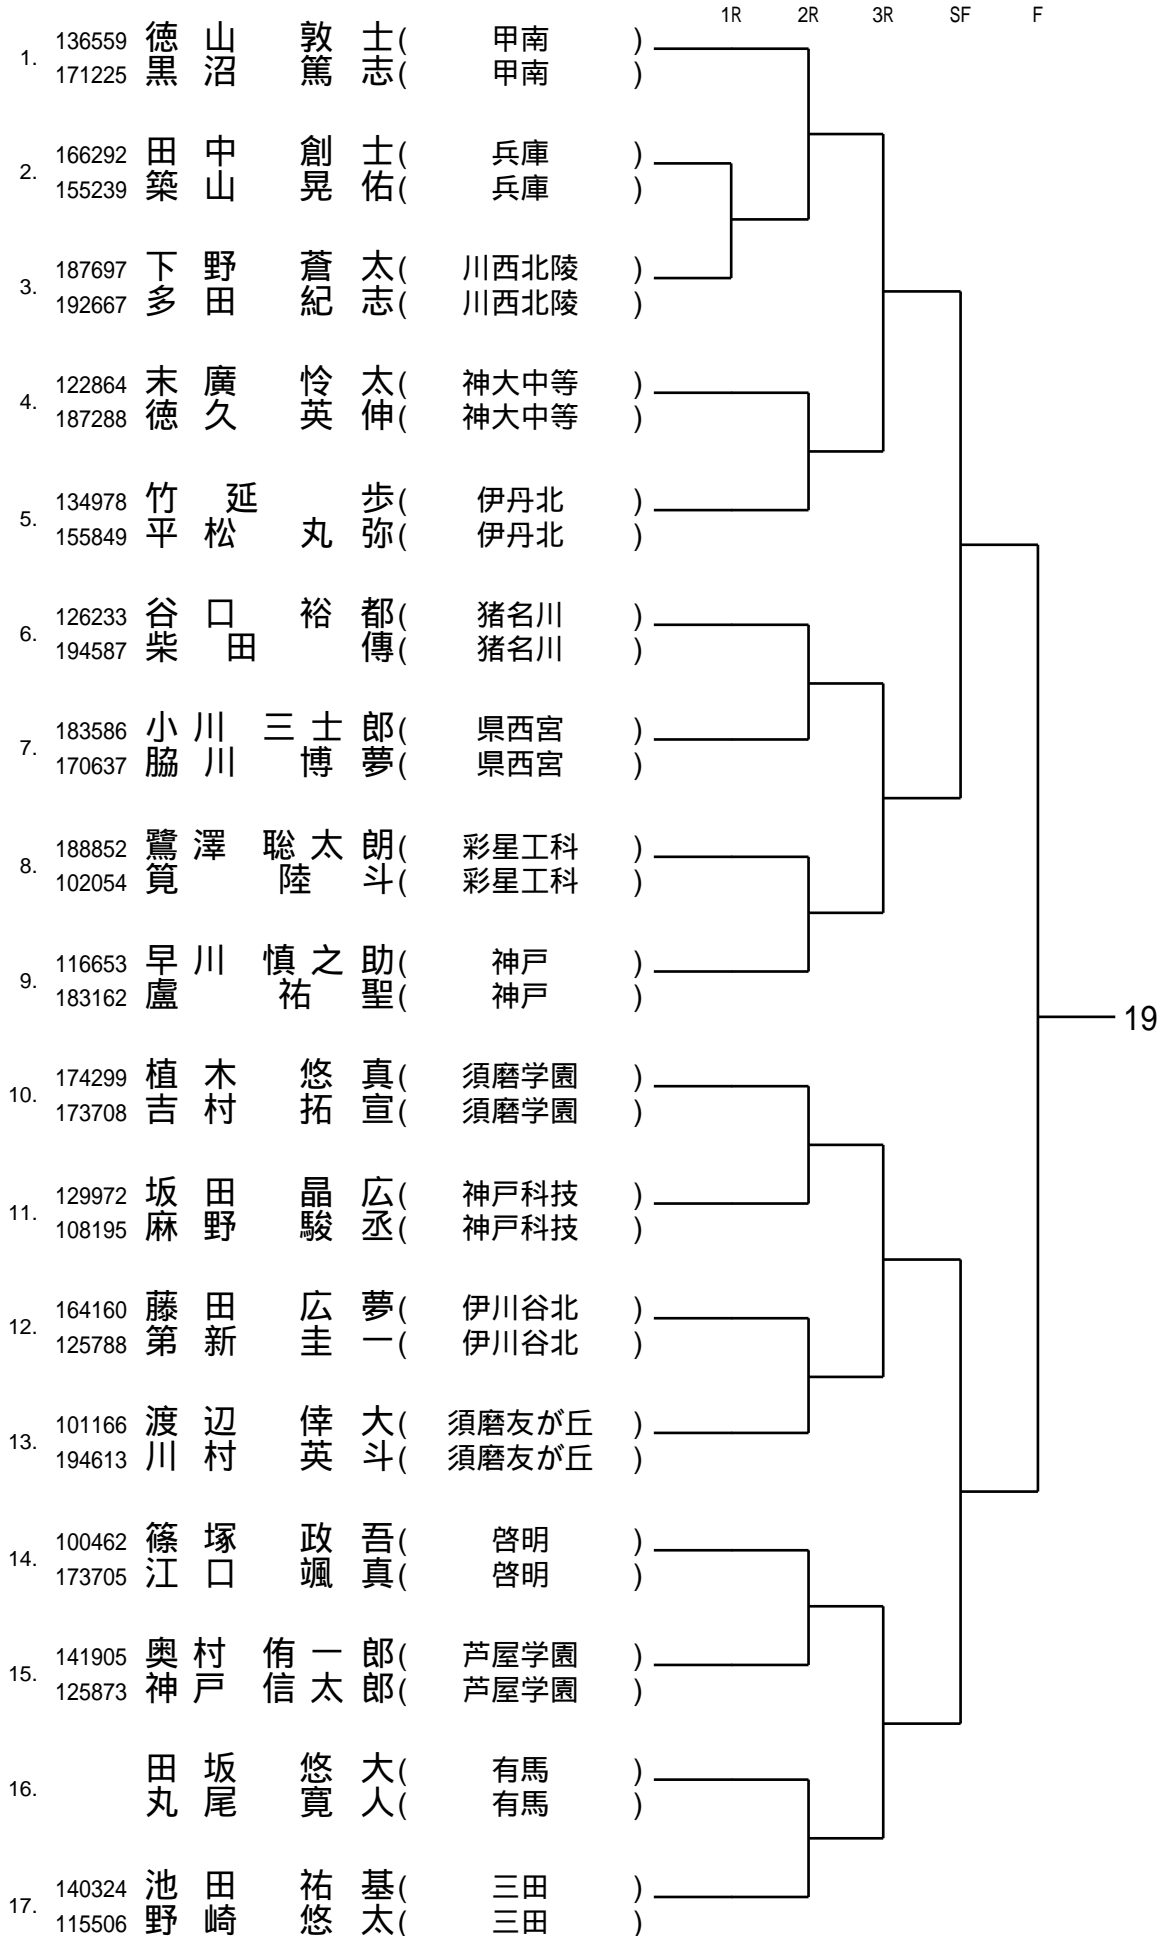 1R 2R 3R SF F
1. 136559 徳山 敦士( 甲南 )
171225 黒沼 篤志( 甲南 )
2. 166292 田中 創士( 兵庫 )
155239 築山 晃佑( 兵庫 )
3. 187697 下野 蒼太( 川西北陵 )
192667 多田 紀志( 川西北陵 )
4. 122864 末廣 怜太( 神大中等 )
187288 徳久 英伸( 神大中等 )
5. 134978 竹延 歩( 伊丹北 )
155849 平松 丸弥( 伊丹北 )
6. 126233 谷口 裕都( 猪名川 )
194587 柴田 傳( 猪名川 )
7. 183586 小川 三士郎( 県西宮 )
170637 脇川 博夢( 県西宮 )
8. 188852 鷺澤 聡太朗( 彩星工科 )
102054 筧 陸斗( 彩星工科 )
9. 116653 早川 慎之助( 神戸 )
183162 盧 祐聖( 神戸 )
19
10. 174299 植木 悠真( 須磨学園 )
173708 吉村 拓宣( 須磨学園 )
11. 129972 坂田 晶広( 神戸科技 )
108195 麻野 駿丞( 神戸科技 )
12. 164160 藤田 広夢( 伊川谷北 )
125788 第新 圭一( 伊川谷北 )
13. 101166 渡辺 倖大( 須磨友が丘 )
194613 川村 英斗( 須磨友が丘 )
14. 100462 篠塚 政吾( 啓明 )
173705 江口 颯真( 啓明 )
15. 141905 奥村 侑一郎( 芦屋学園 )
125873 神戸 信太郎( 芦屋学園 )
16. 田坂 悠大( 有馬 )
丸尾 寛人( 有馬 )
17. 140324 池田 祐基( 三田 )
115506 野崎 悠太( 三田 )